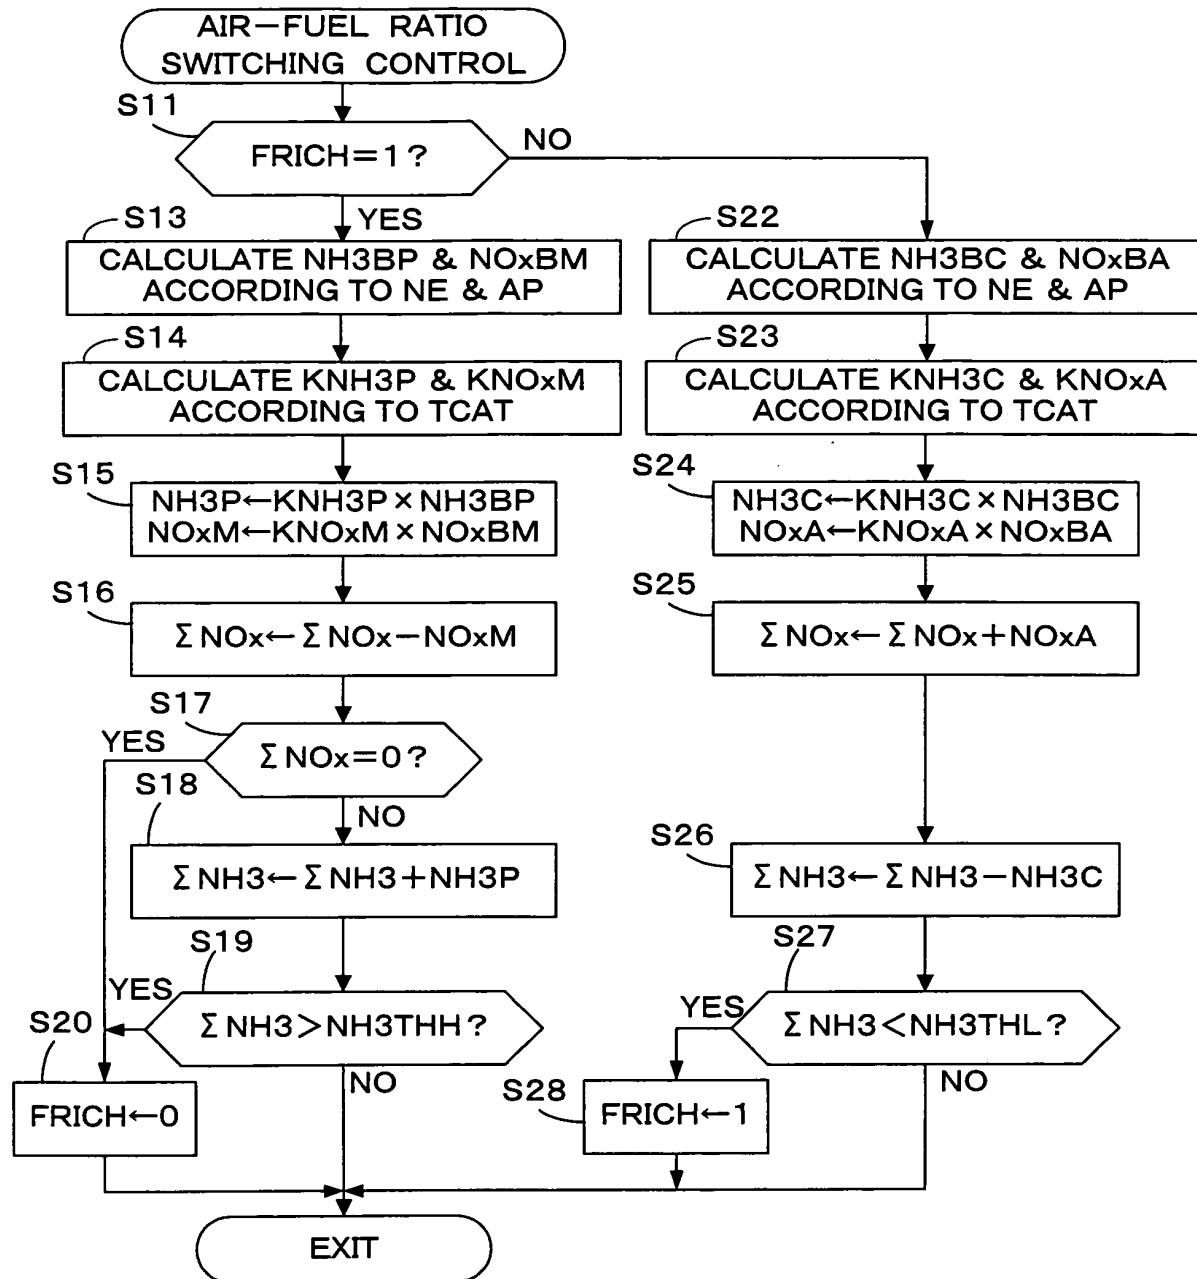 AIR-FUEL RATIO
SWITCHING CONTROL
S11
FRICH=1?
NO
YES
S13
CALCULATE NH3BP & NOxBM
ACCORDING TO NE & AP
S14
CALCULATE KNH3P & KNOxM
ACCORDING TO TCAT
S15
NH3P←KNH3P×NH3BP
NOxM←KNOxM×NOxBM
S16
ΣNOx←ΣNOx-NOxM
S17
YES
ΣNOx=0?
NO
S18
ΣNH3←ΣNH3+NH3P
S19
YES
ΣNH3>NH3THH?
NO
S20
FRICH←0
S22
CALCULATE NH3BC & NOxBA
ACCORDING TO NE & AP
S23
CALCULATE KNH3C & KNOxA
ACCORDING TO TCAT
S24
NH3C←KNH3C×NH3BC
NOxA←KNOxA×NOxBA
S25
ΣNOx←ΣNOx+NOxA
S26
ΣNH3←ΣNH3-NH3C
S27
YES
ΣNH3<NH3THL?
NO
S28
FRICH←1
EXIT